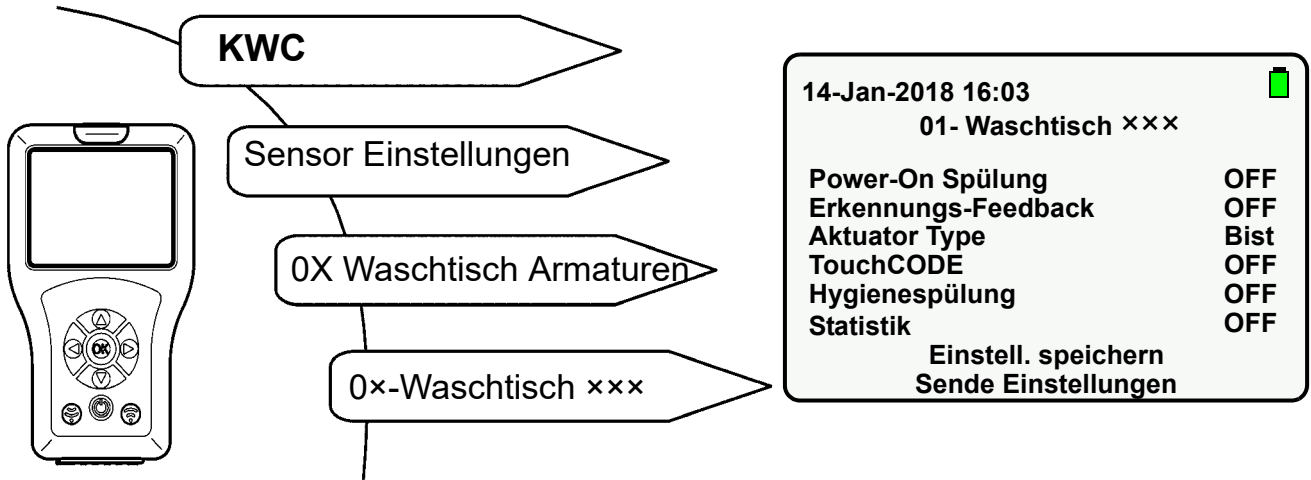 KWC
Sensor Einstellungen
0X Waschtisch Armaturen
0×-Waschtisch ×××
OK
14-Jan-2018 16:03
01- Waschtisch ×××
Power-On Spülung OFF
Erkennungs-Feedback OFF
Aktuator Type Bist
TouchCODE OFF
Hygienespülung OFF
Statistik OFF
Einstell. speichern
Sende Einstellungen